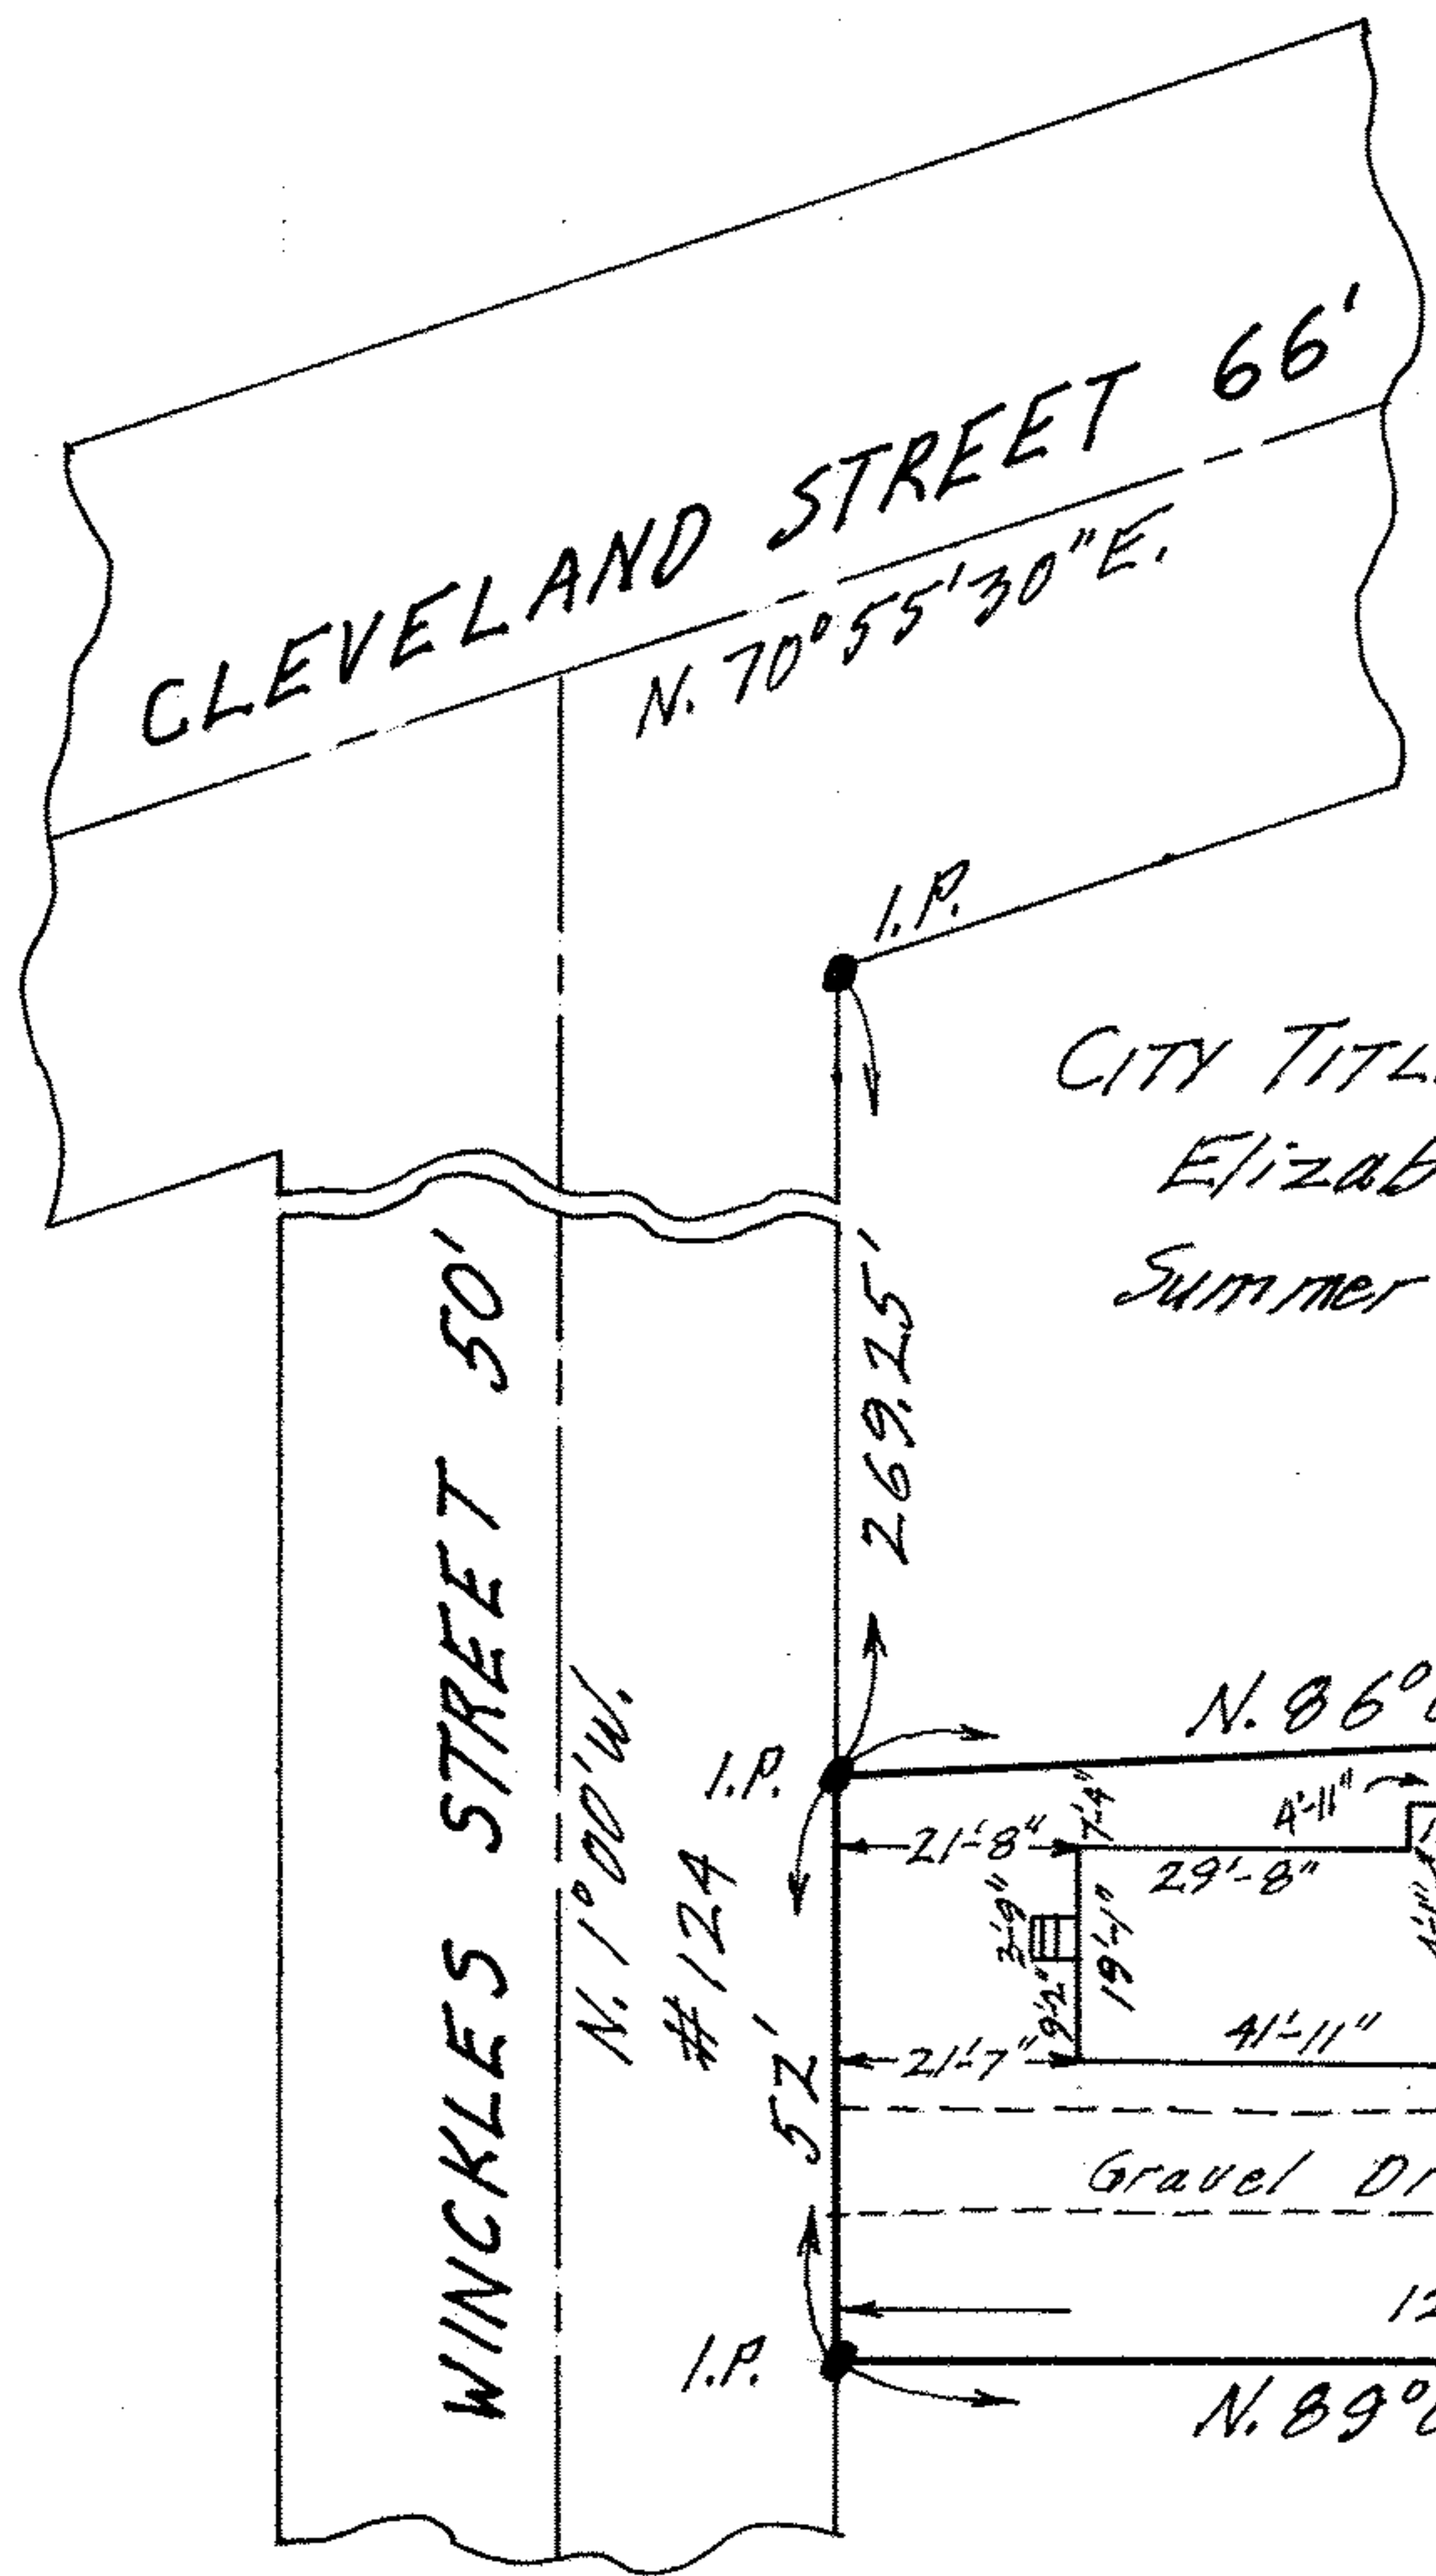 CLEVELAND STREET 66'
N. 70° 55' 30" E.
I.P.
CITY TITL
Elizab
Summer
WINCKLES STREET 50'
269.25'
N. 1° 00' W.
#124
I.P.
N. 86°
7'-4"
4'-11"
21'-8"
29'-8"
3'-9"
19'-1"
9'-2"
52'
21'-7"
41'-11"
Gravel Dr
12
I.P.
N. 89°